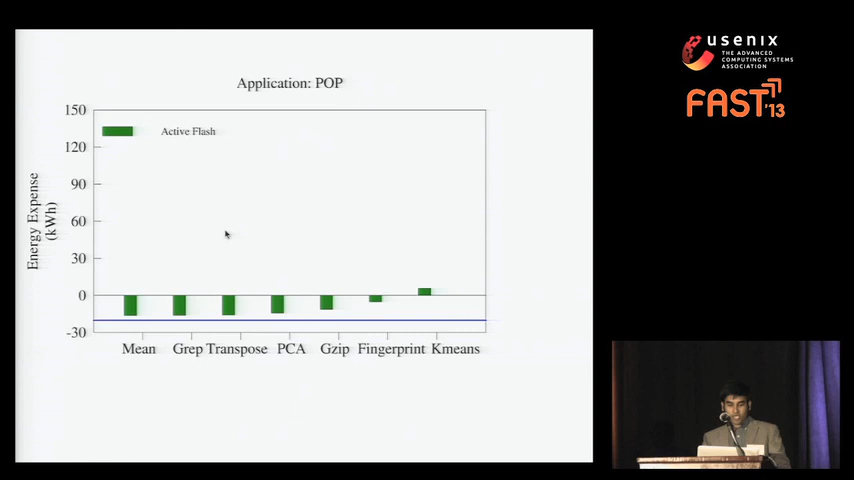 Application: POP
150
120
90
60
30
0
-30
Energy Expense
(kWh)
Active Flash
Mean Grep Transpose PCA Gzip Fingerprint Kmeans
usenix
THE ADVANCED
COMPUTING SYSTEMS
ASSOCIATION
FAST '13